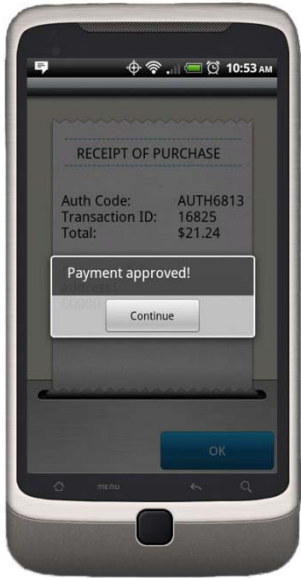 10:53 AM
RECEIPT OF PURCHASE
Auth Code: AUTH6813
Transaction ID: 16825
Total: $21.24
Payment approved!
Continue
OK
menu